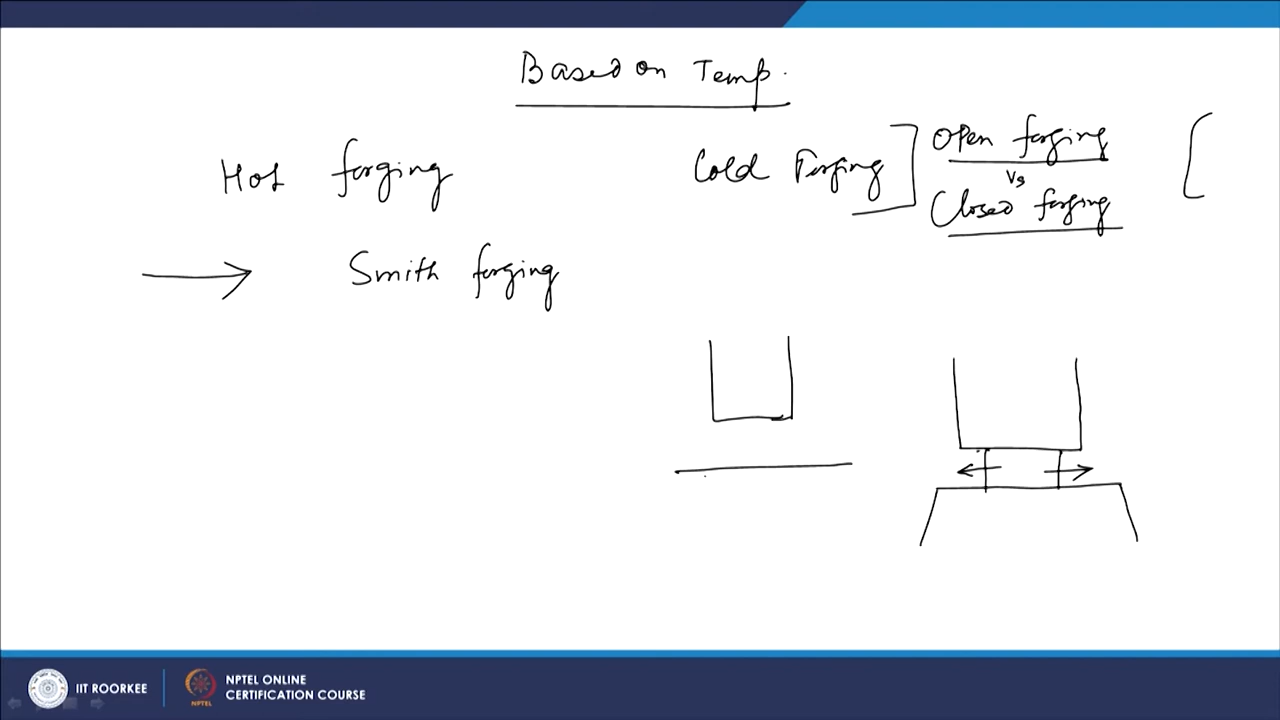 Based on Temp.
Hot forging
Cold Forging
Open forging
Vs
Closed forging
Smith forging
IIT ROORKEE
NPTEL
NPTEL ONLINE
CERTIFICATION COURSE